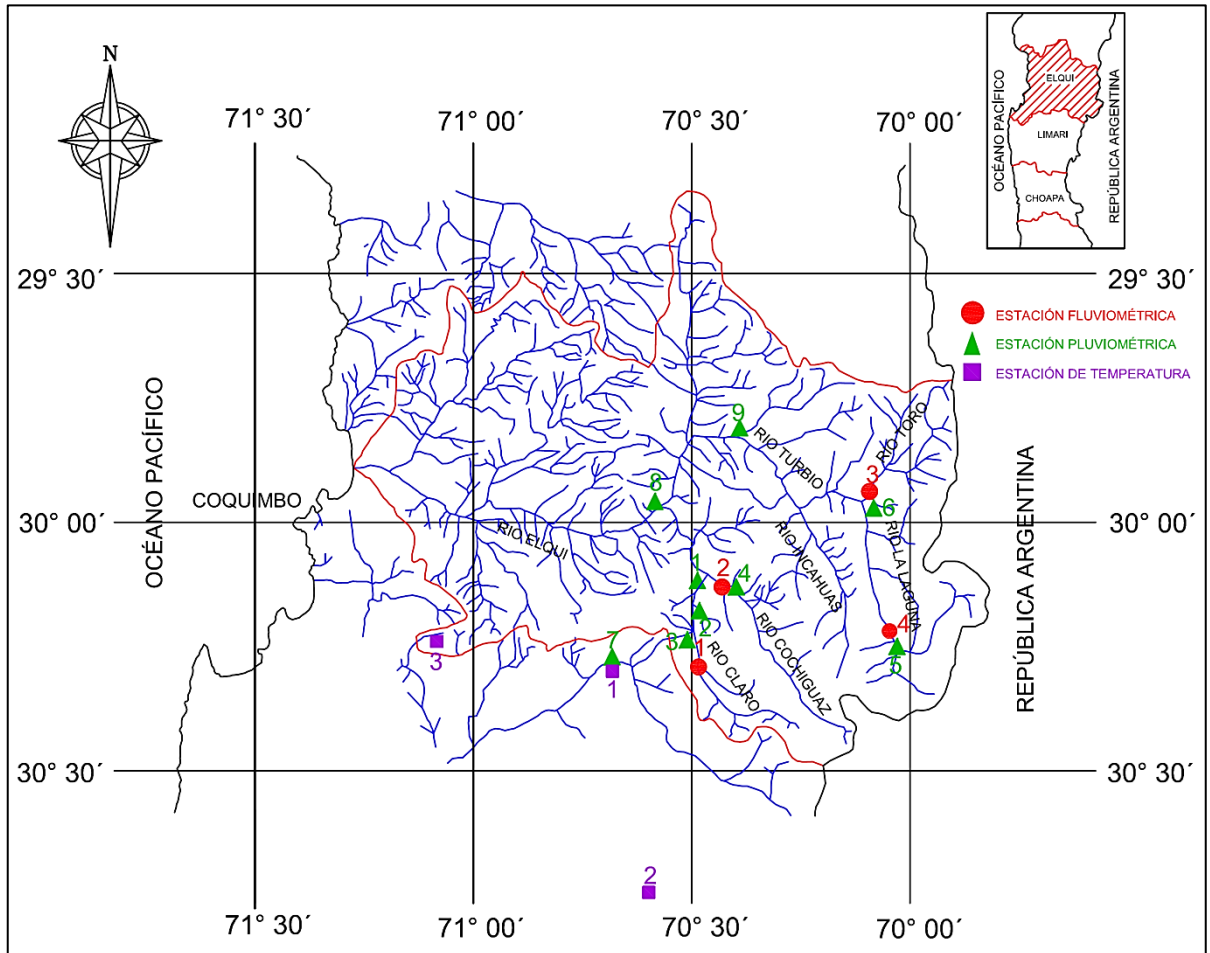 N
71° 30´
71° 00´
70° 30´
70° 00´
OCÉANO PACÍFICO
ELQUI
LIMARI
CHOAPA
REPÚBLICA ARGENTINA
29° 30´
29° 30´
ESTACIÓN FLUVIOMÉTRICA
ESTACIÓN PLUVIOMÉTRICA
ESTACIÓN DE TEMPERATURA
OCÉANO PACÍFICO
REPÚBLICA ARGENTINA
9
RIO TURBIO
RIO TORO
3
8
6
COQUIMBO
30° 00´
30° 00´
RIO ELQUI
RIO INCAHUAS
RIO LA LAGUNA
1
2
4
RIO COCHIGUAZ
2
4
3
7
3
1
5
RIO CLARO
1
30° 30´
30° 30´
2
71° 30´
71° 00´
70° 30´
70° 00´